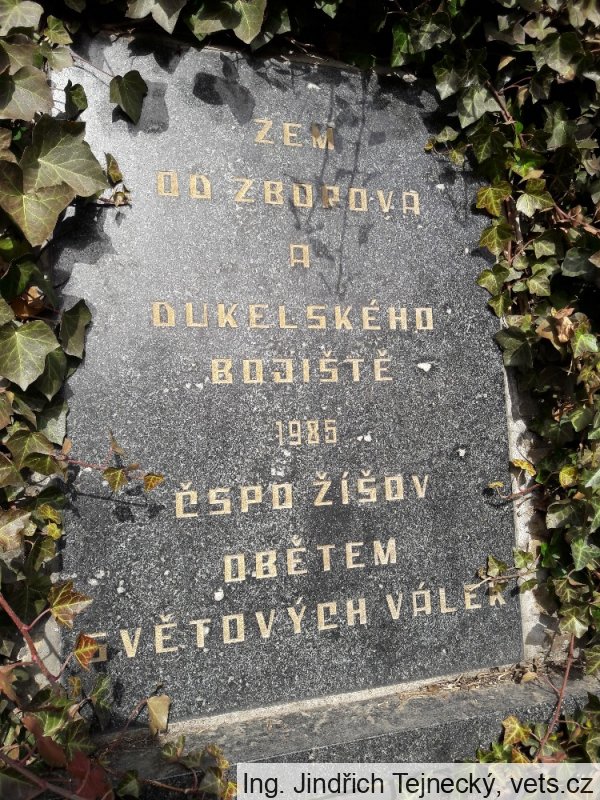 ZEM
OD ZBOROVA
A
DUKELSKÉHO
BOJIŠTĚ
1985
ČSPO ŽÍŠOV
OBĚTEM
SVĚTOVÝCH VÁLEK
Ing. Jindřich Tejnecký, vets.cz